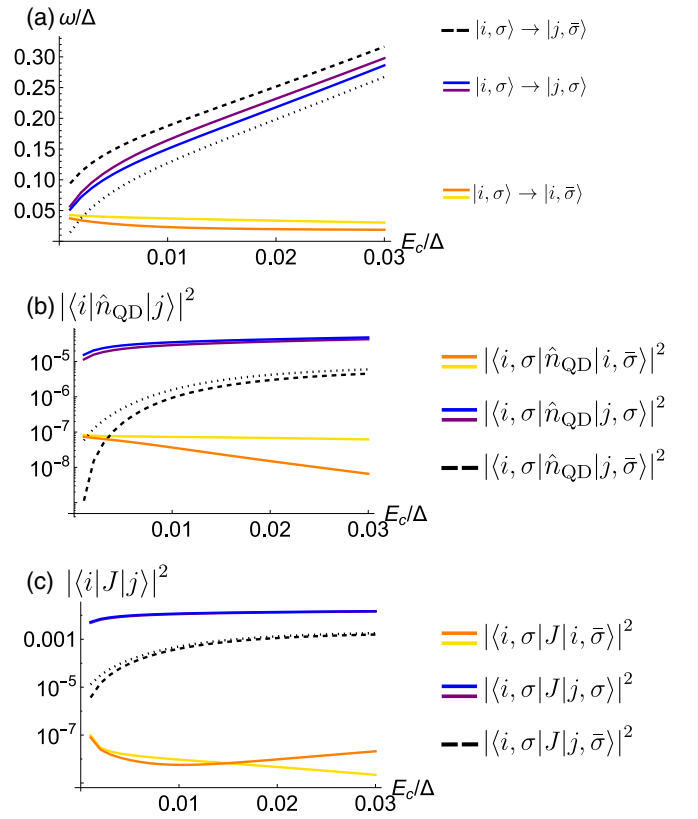 (a) ω/Δ
0.30
0.25
0.20
0.15
0.10
0.05
0.01 0.02 0.03
E_c/Δ
|i, σ⟩ → |j, σ̄⟩
|i, σ⟩ → |j, σ⟩
|i, σ⟩ → |i, σ̄⟩
(b) |⟨i|n̂_QD|j⟩|²
10⁻⁵
10⁻⁶
10⁻⁷
10⁻⁸
0.01 0.02 0.03
E_c/Δ
|⟨i, σ|n̂_QD|i, σ̄⟩|²
|⟨i, σ|n̂_QD|j, σ⟩|²
|⟨i, σ|n̂_QD|j, σ̄⟩|²
(c) |⟨i|J|j⟩|²
0.001
10⁻⁵
10⁻⁷
0.01 0.02 0.03
E_c/Δ
|⟨i, σ|J|i, σ̄⟩|²
|⟨i, σ|J|j, σ⟩|²
|⟨i, σ|J|j, σ̄⟩|²